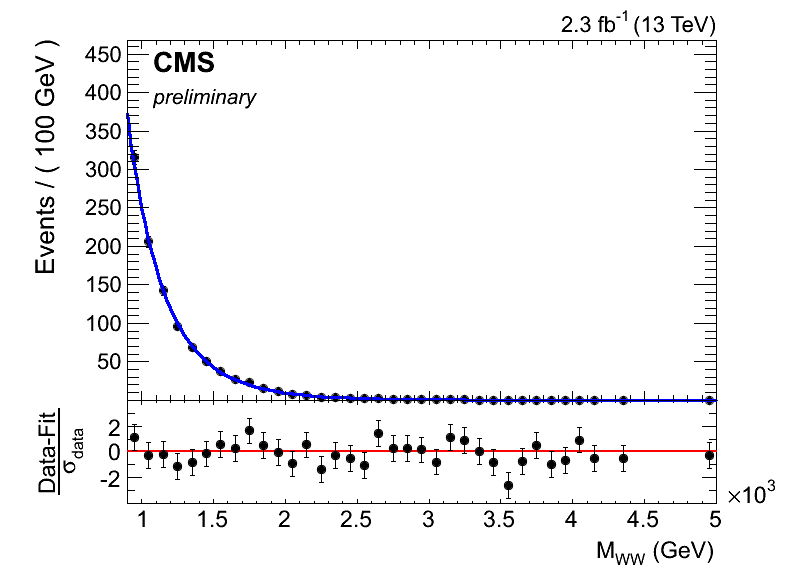 2.3 fb⁻¹ (13 TeV)
CMS
preliminary
Events / ( 100 GeV )
450
400
350
300
250
200
150
100
50
Data-Fit
σdata
2
0
-2
1 1.5 2 2.5 3 3.5 4 4.5 5
×10³
M_WW (GeV)